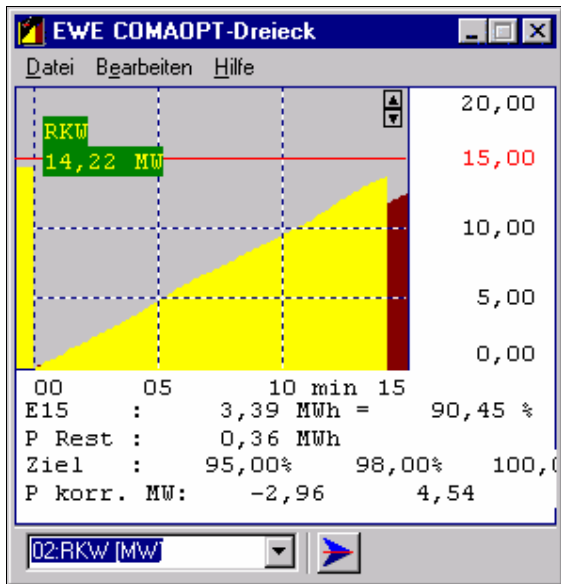 EWE COMAOPT-Dreieck
Datei Bearbeiten Hilfe
20,00
RKW
14,22 MW
15,00
10,00
5,00
0,00
00 05 10 min 15
E15 : 3,39 MWh = 90,45 %
P Rest : 0,36 MWh
Ziel : 95,00% 98,00% 100,0
P korr. MW: -2,96 4,54
02:RKW [MW]